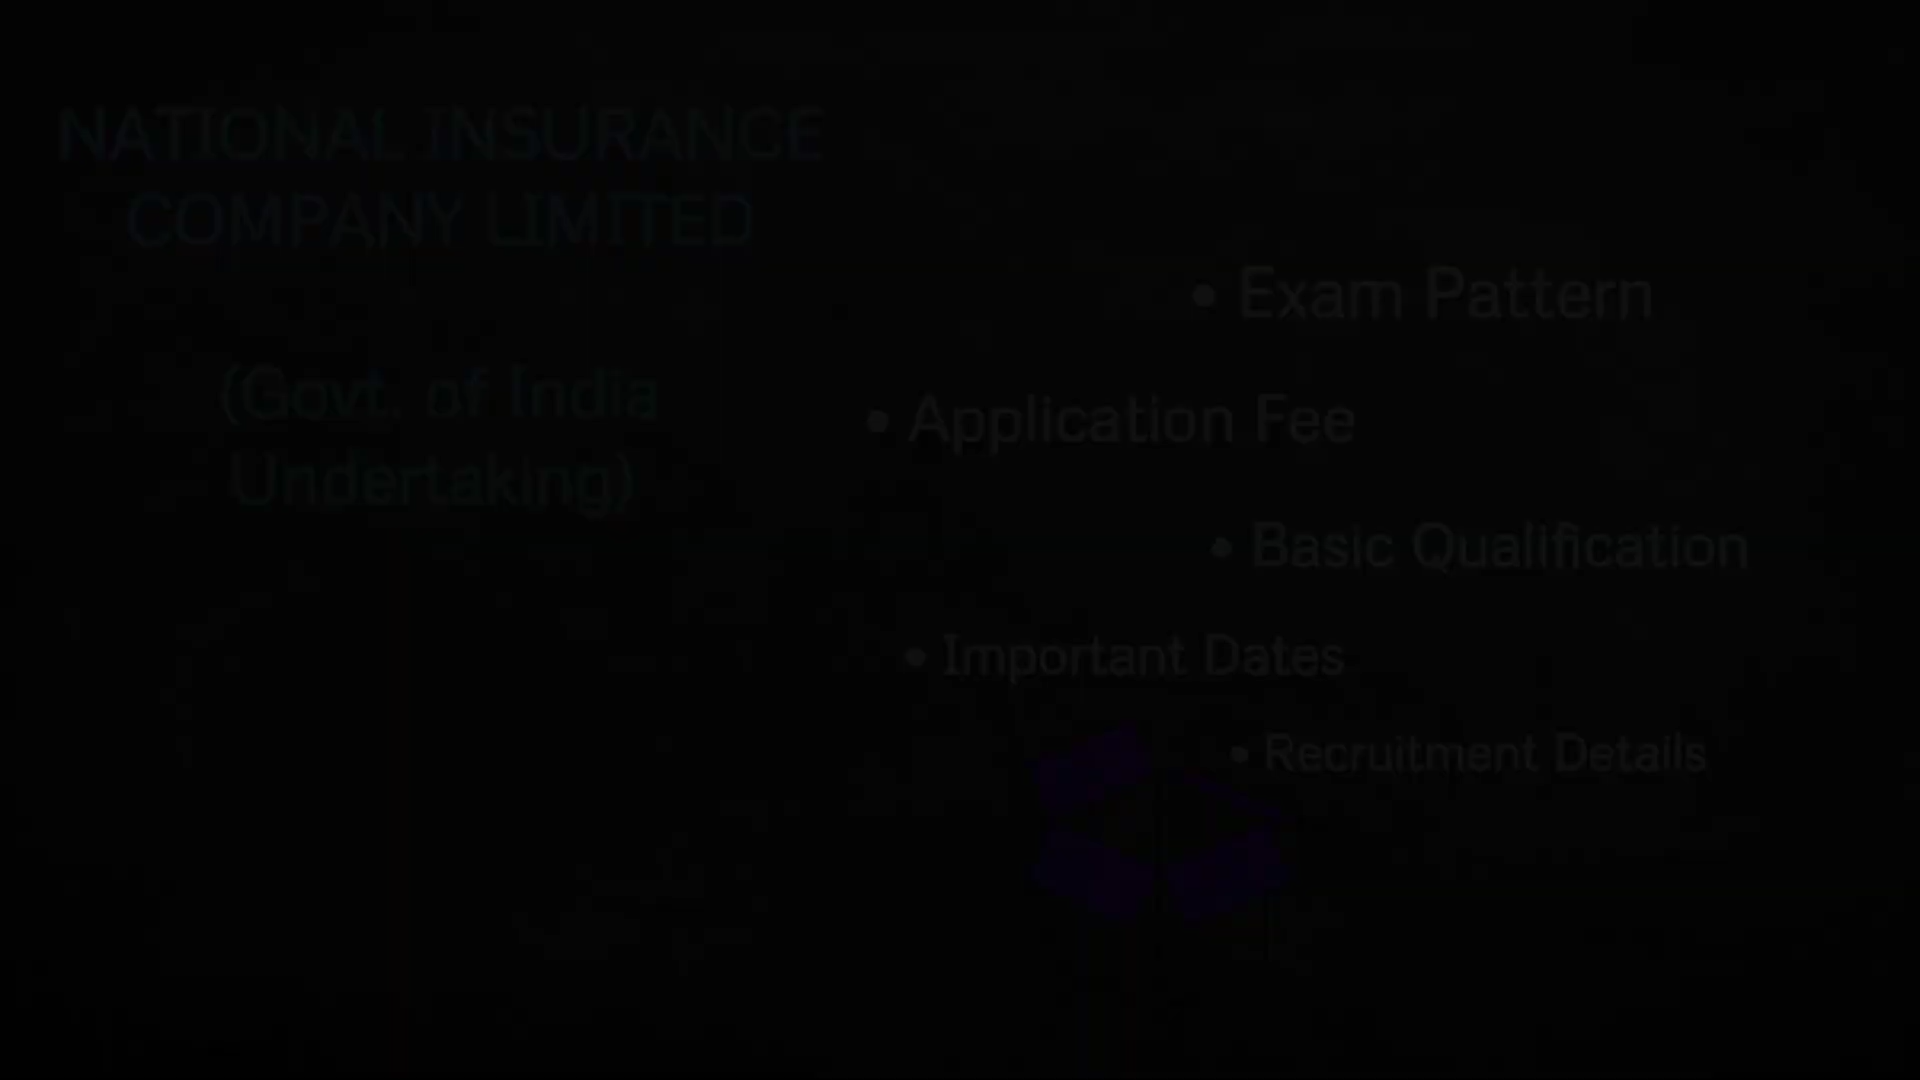 NATIONAL INSURANCE
COMPANY LIMITED
(Govt. of India
Undertaking)
• Exam Pattern
• Application Fee
• Basic Qualification
• Important Dates
• Recruitment Details